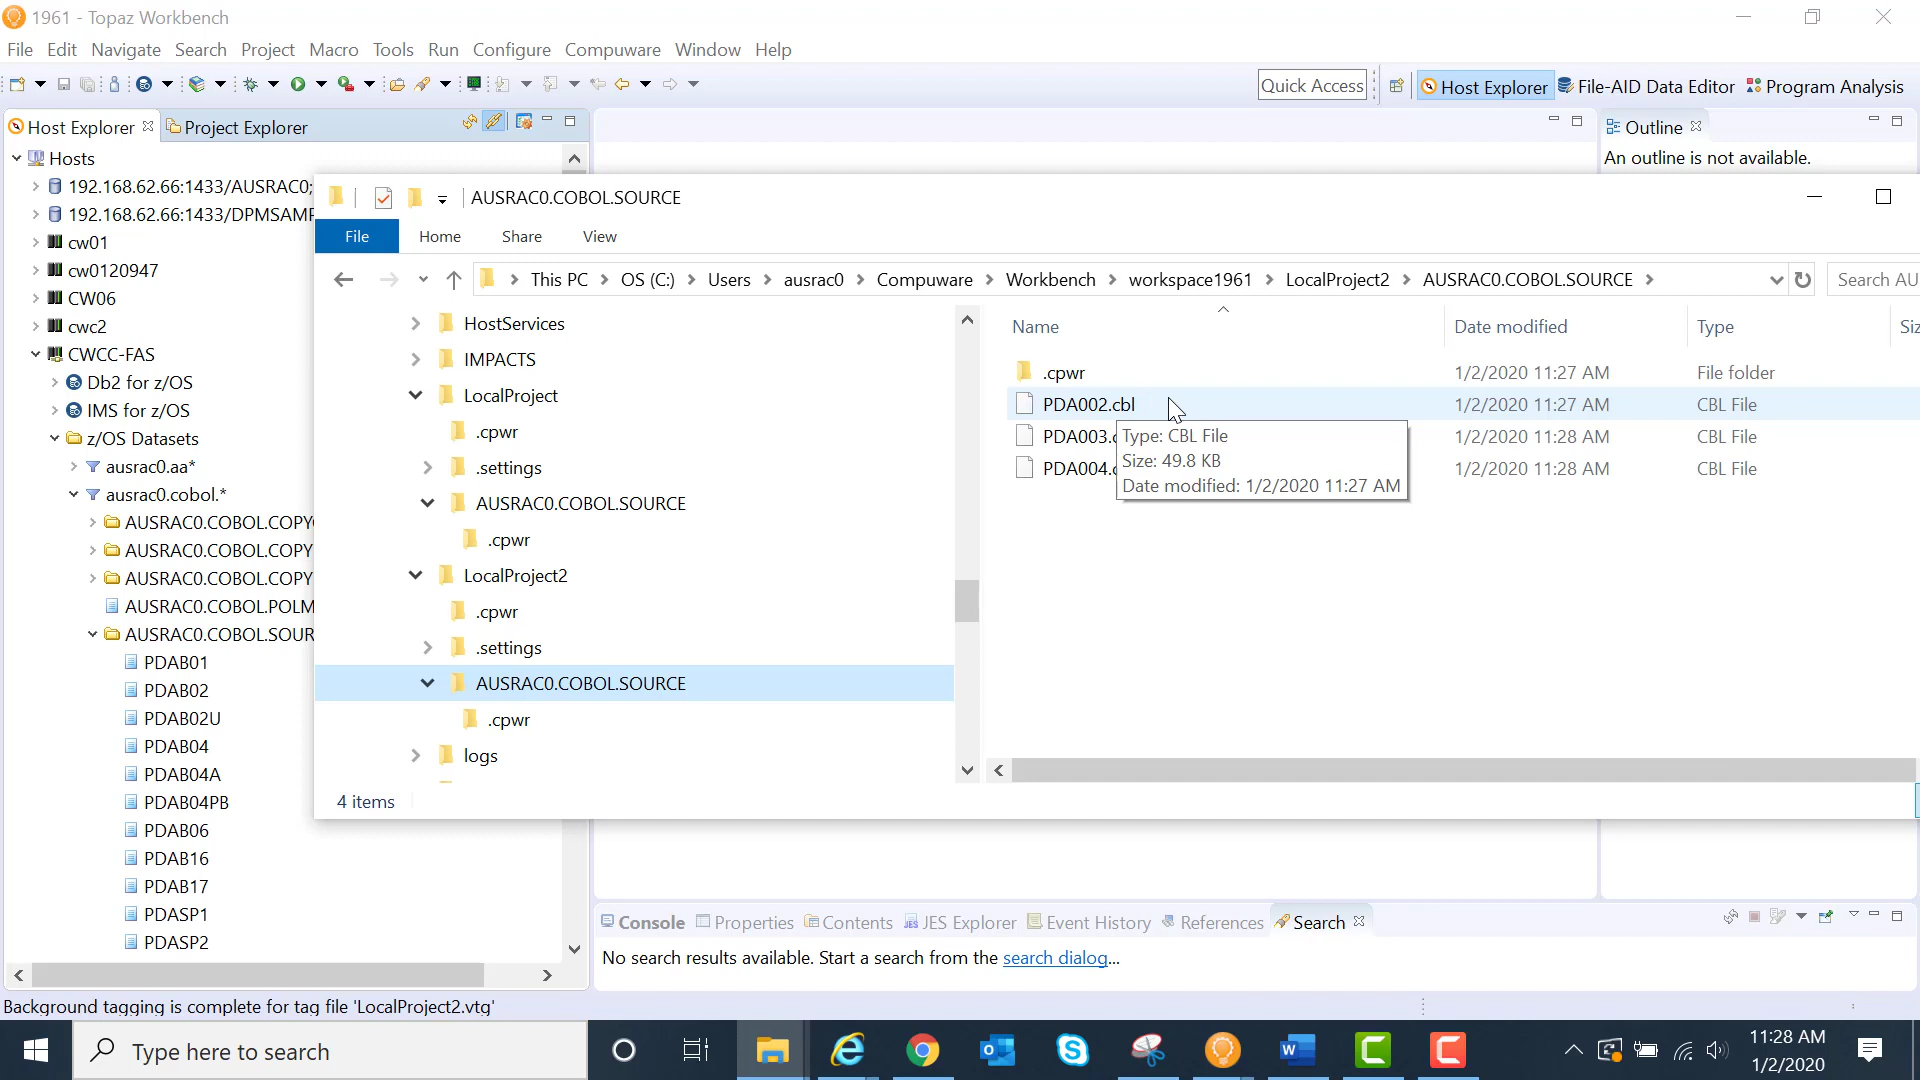 1961 - Topaz Workbench
File Edit Navigate Search Project Macro Tools Run Configure Compuware Window Help
Quick Access
Host Explorer File-AID Data Editor Program Analysis
Host Explorer Project Explorer
Outline
Hosts
An outline is not available.
192.168.62.66:1433/AUSRAC0;
192.168.62.66:1433/DPMSAMP
cw01
cw0120947
CW06
cwc2
CWCC-FAS
Db2 for z/OS
IMS for z/OS
z/OS Datasets
ausrac0.aa*
ausrac0.cobol.*
AUSRAC0.COBOL.COPY
AUSRAC0.COBOL.COPY
AUSRAC0.COBOL.COPY
AUSRAC0.COBOL.POLM
AUSRAC0.COBOL.SOUR
PDAB01
PDAB02
PDAB02U
PDAB04
PDAB04A
PDAB04PB
PDAB06
PDAB16
PDAB17
PDASP1
PDASP2
AUSRAC0.COBOL.SOURCE
File Home Share View
This PC OS (C:) Users ausrac0 Compuware Workbench workspace1961 LocalProject2 AUSRAC0.COBOL.SOURCE
Search AU
HostServices
IMPACTS
LocalProject
.cpwr
.settings
AUSRAC0.COBOL.SOURCE
.cpwr
LocalProject2
.cpwr
.settings
AUSRAC0.COBOL.SOURCE
.cpwr
logs
Name Date modified Type Siz
.cpwr 1/2/2020 11:27 AM File folder
PDA002.cbl 1/2/2020 11:27 AM CBL File
PDA003.c 1/2/2020 11:28 AM CBL File
PDA004.c 1/2/2020 11:28 AM CBL File
Type: CBL File
Size: 49.8 KB
Date modified: 1/2/2020 11:27 AM
4 items
Console Properties Contents JES Explorer Event History References Search
No search results available. Start a search from the search dialog...
Background tagging is complete for tag file 'LocalProject2.vtg'
Type here to search
11:28 AM
1/2/2020